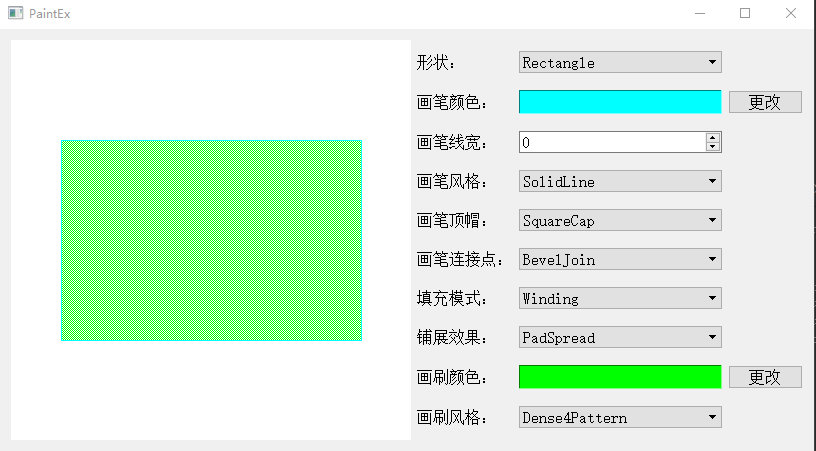 PaintEx
形状： Rectangle
画笔颜色： 更改
画笔线宽： 0
画笔风格： SolidLine
画笔顶帽： SquareCap
画笔连接点： BevelJoin
填充模式： Winding
铺展效果： PadSpread
画刷颜色： 更改
画刷风格： Dense4Pattern